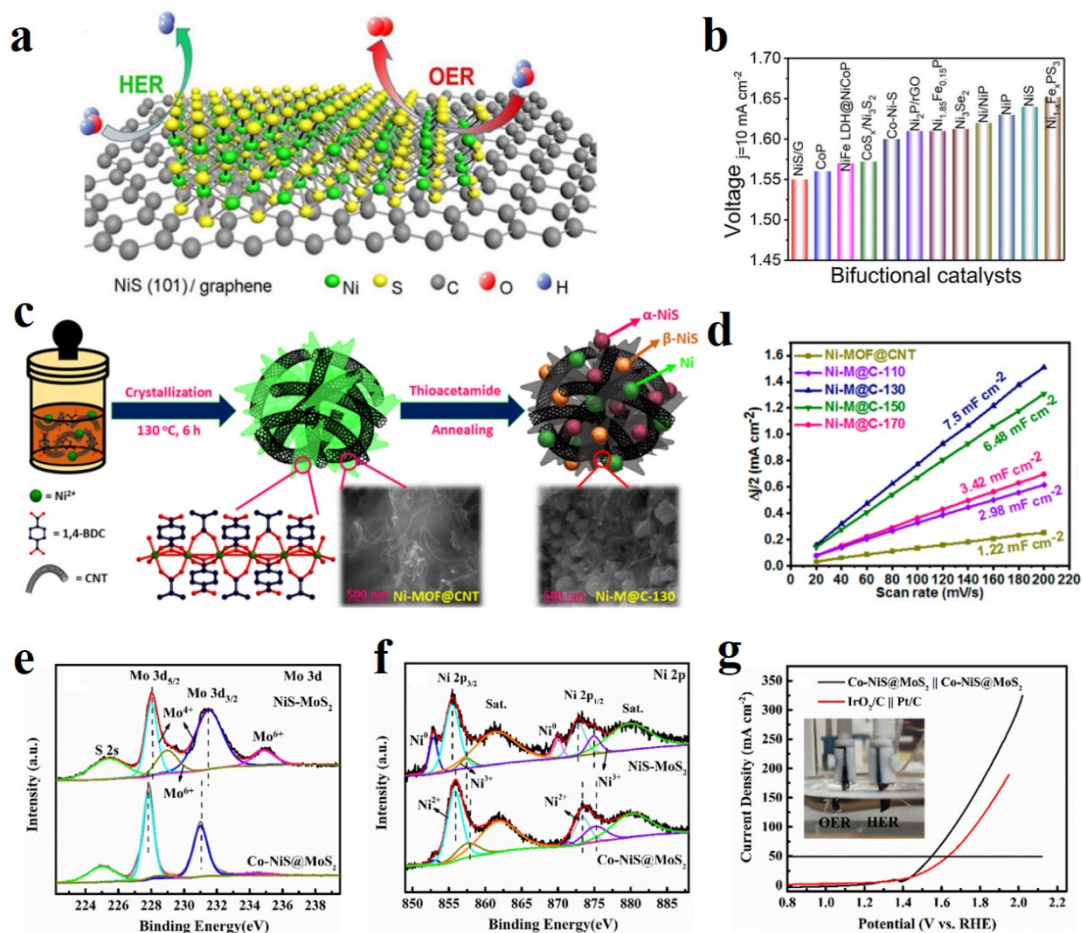 a
HER
OER
NiS (101) / graphene
Ni
S
C
O
H
b
Voltage j=10 mA cm⁻²
1.70
1.65
1.60
1.55
1.50
1.45
NiS/G
CoP
NiFe LDH@NiCoP
CoSₓ/Ni₃S₂
Co-Ni-S
Ni₂P/rGO
Ni₁.₈₅Fe₀.₁₅P
Ni₃Se₂
Ni/NiP
NiP
NiS
Ni₁₋ₓFeₓPS₃
Bifuctional catalysts
c
Crystallization
130 °C, 6 h
Thioacetamide
Annealing
α-NiS
β-NiS
Ni
= Ni²⁺
= 1,4-BDC
= CNT
500 nm
Ni-MOF@CNT
500 nm
Ni-M@C-130
d
Δj/2 (mA cm⁻²)
1.6
1.4
1.2
1.0
0.8
0.6
0.4
0.2
0.0
Ni-MOF@CNT
Ni-M@C-110
Ni-M@C-130
Ni-M@C-150
Ni-M@C-170
7.5 mF cm⁻²
6.48 mF cm⁻²
3.42 mF cm⁻²
2.98 mF cm⁻²
1.22 mF cm⁻²
0 20 40 60 80 100 120 140 160 180 200 220
Scan rate (mV/s)
e
Intensity (a.u.)
Mo 3d
Mo 3d₅/₂
Mo 3d₃/₂
NiS-MoS₂
Mo⁴⁺
S 2s
Mo⁶⁺
Mo⁶⁺
Co-NiS@MoS₂
224 226 228 230 232 234 236 238
Binding Energy(eV)
f
Intensity (a.u.)
Ni 2p
Ni 2p₃/₂
Sat.
Ni 2p₁/₂
Sat.
Ni⁰
Ni⁰
Ni³⁺
Ni³⁺
NiS-MoS₂
Ni²⁺
Ni²⁺
Co-NiS@MoS₂
850 855 860 865 870 875 880 885
Binding Energy(eV)
g
Current Density (mA cm⁻²)
350
300
250
200
150
100
50
0
Co-NiS@MoS₂ || Co-NiS@MoS₂
IrO₂/C || Pt/C
OER
HER
0.8 1.0 1.2 1.4 1.6 1.8 2.0 2.2
Potential (V vs. RHE)